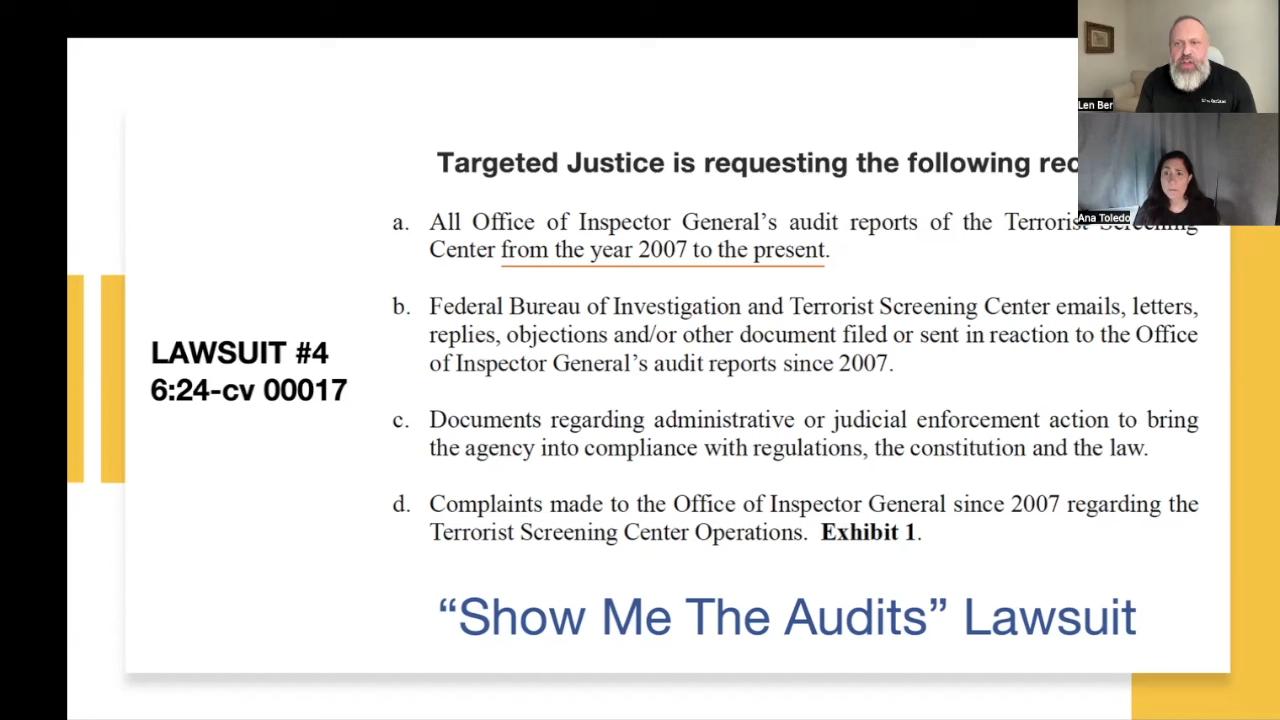 Targeted Justice is requesting the following rec
a. All Office of Inspector General's audit reports of the Terrorist Screening
Center from the year 2007 to the present.
b. Federal Bureau of Investigation and Terrorist Screening Center emails, letters,
replies, objections and/or other document filed or sent in reaction to the Office
of Inspector General's audit reports since 2007.
c. Documents regarding administrative or judicial enforcement action to bring
the agency into compliance with regulations, the constitution and the law.
d. Complaints made to the Office of Inspector General since 2007 regarding the
Terrorist Screening Center Operations. Exhibit 1.
LAWSUIT #4
6:24-cv 00017
“Show Me The Audits” Lawsuit
Len Ber
Ana Toledo